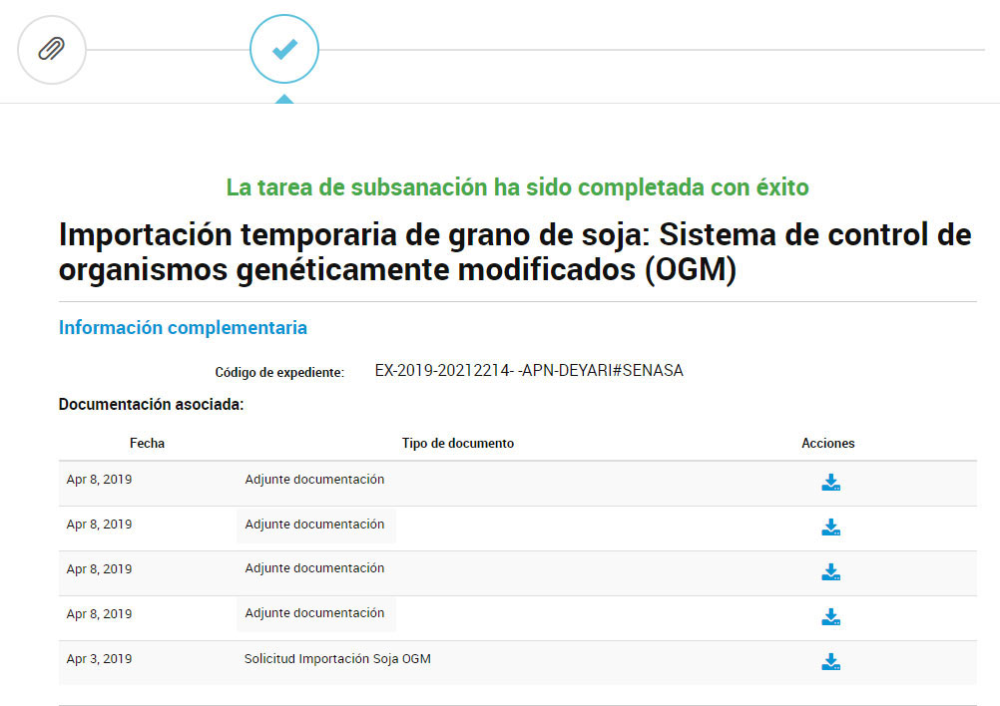 La tarea de subsanación ha sido completada con éxito
Importación temporaria de grano de soja: Sistema de control de
organismos genéticamente modificados (OGM)
Información complementaria
Código de expediente: EX-2019-20212214- -APN-DEYARI#SENASA
Documentación asociada:
Fecha Tipo de documento Acciones
Apr 8, 2019 Adjunte documentación
Apr 8, 2019 Adjunte documentación
Apr 8, 2019 Adjunte documentación
Apr 8, 2019 Adjunte documentación
Apr 3, 2019 Solicitud Importación Soja OGM